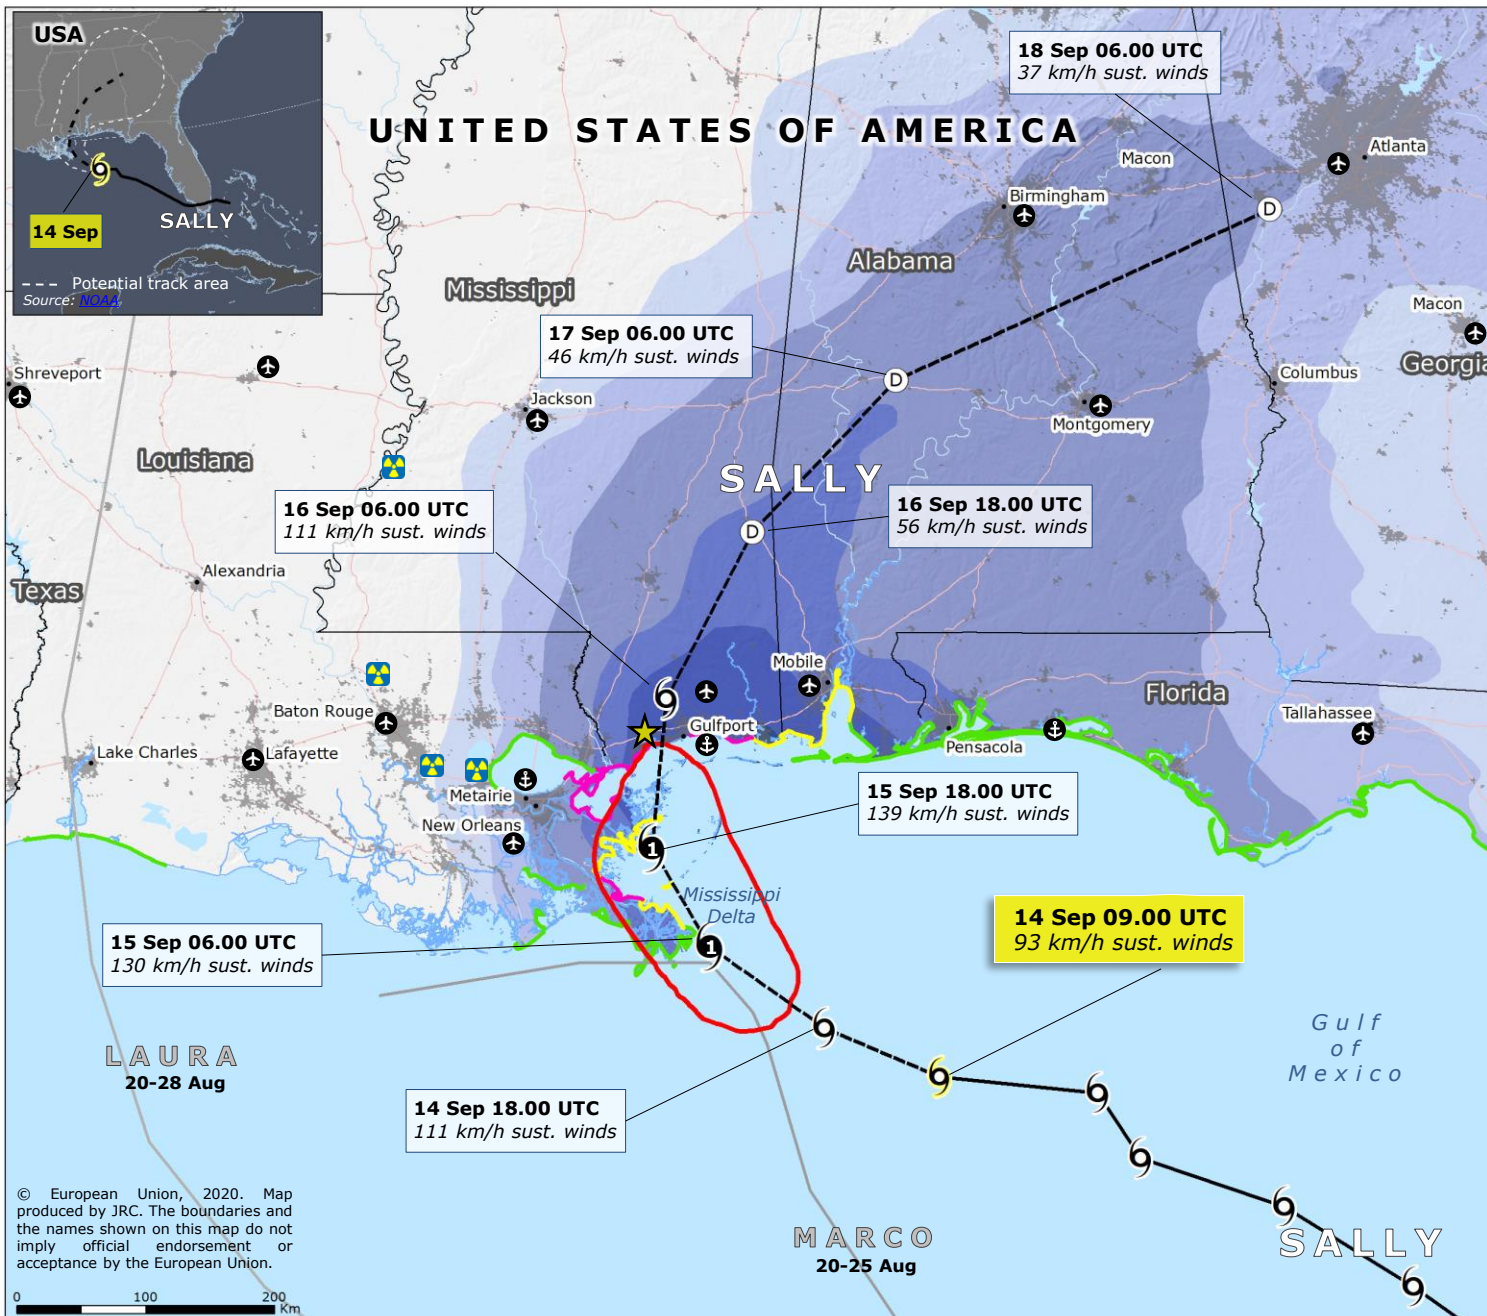 USA
14 Sep
SALLY
Potential track area
Source: NOAA
UNITED STATES OF AMERICA
18 Sep 06.00 UTC
37 km/h sust. winds
Macon
Atlanta
Birmingham
Alabama
Mississippi
17 Sep 06.00 UTC
46 km/h sust. winds
D
D
Macon
Georgia
Shreveport
Columbus
Jackson
Montgomery
Louisiana
SALLY
16 Sep 06.00 UTC
111 km/h sust. winds
16 Sep 18.00 UTC
56 km/h sust. winds
D
Alexandria
Texas
Mobile
Florida
Baton Rouge
Gulfport
Tallahassee
Pensacola
Lake Charles
Lafayette
Metairie
New Orleans
15 Sep 18.00 UTC
139 km/h sust. winds
1
Mississippi
Delta
14 Sep 09.00 UTC
93 km/h sust. winds
15 Sep 06.00 UTC
130 km/h sust. winds
1
Gulf
of
Mexico
LAURA
20-28 Aug
14 Sep 18.00 UTC
111 km/h sust. winds
© European Union, 2020. Map
produced by JRC. The boundaries and
the names shown on this map do not
imply official endorsement or
acceptance by the European Union.
MARCO
20-25 Aug
SALLY
0 100 200
Km